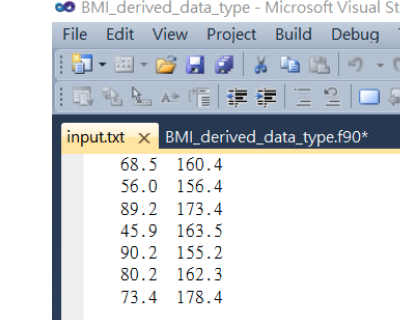 BMI_derived_data_type - Microsoft Visual St
File Edit View Project Build Debug
input.txt BMI_derived_data_type.f90*
68.5 160.4
56.0 156.4
89.2 173.4
45.9 163.5
90.2 155.2
80.2 162.3
73.4 178.4